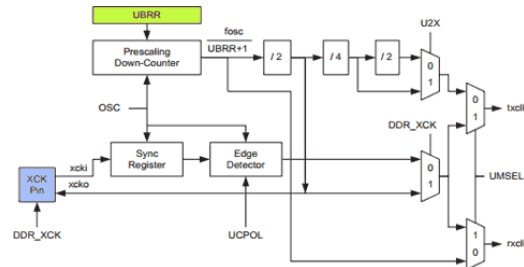 UBRR
U2X
fosc
Prescaling
Down-Counter
UBRR+1
/ 2
/ 4
/ 2
0
1
OSC
0
1
txclk
DDR_XCK
xcki
XCK
Pin
xcko
Sync
Register
Edge
Detector
0
1
UMSEL
DDR_XCK
UCPOL
1
0
rxclk